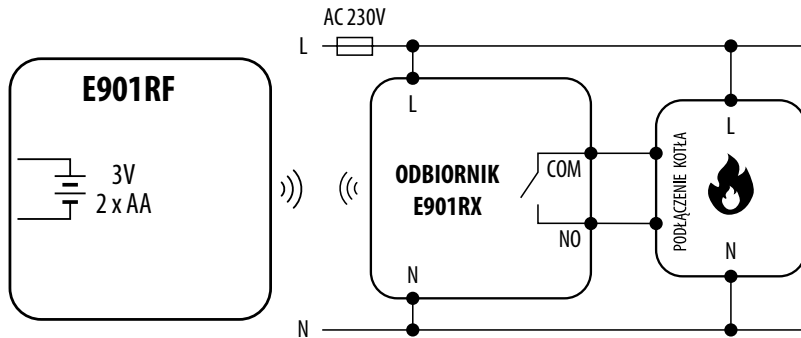 AC 230V
L
E901RF
3V
2 x AA
L
ODBIORNIK
E901RX
COM
NO
N
PODŁĄCZENIE KOTŁA
L
N
N